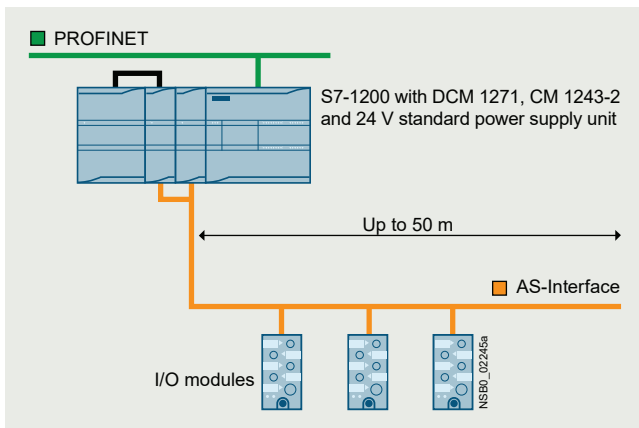 PROFINET
S7-1200 with DCM 1271, CM 1243-2
and 24 V standard power supply unit
Up to 50 m
AS-Interface
I/O modules
NSB0_02245a